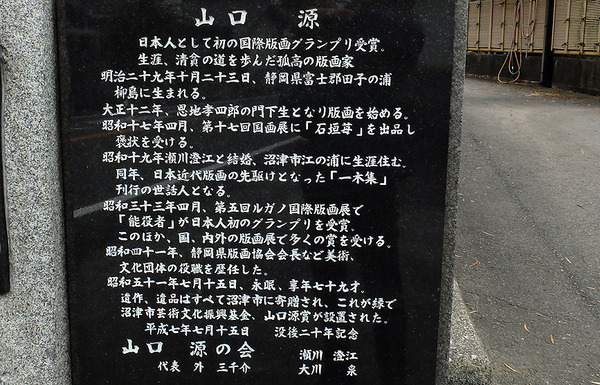 山口 源
日本人として初の国際版画グランプリ受賞。
生涯、清貧の道を歩んだ孤高の版画家
明治二十九年十月二十三日、静岡県富士郡田子の浦
柳島に生まれる。
大正十二年、恩地孝四郎の門下生となり版画を始める。
昭和十七年四月、第十七回国画展に「石垣苺」を出品し
褒状を受ける。
昭和十九年瀬川澄江と結婚、沼津市江の浦に生涯住む。
同年、日本近代版画の先駆けとなった「一木集」
刊行の世話人となる。
昭和三十三年四月、第五回ルガノ国際版画展で
「能役者」が日本人初のグランプリを受賞。
このほか、国、内外の版画展で多くの賞を受ける。
昭和四十一年、静岡県版画協会会長など美術、
文化団体の役職を歴任した。
昭和五十一年七月十五日、永眠、享年七十九才。
遺作、遺品はすべて沼津市に寄贈され、これが縁で
沼津市芸術文化振興基金、山口源賞が設置された。
平成七年七月十五日 没後二十年記念
山口 源の会 瀬川 澄江
代表 外 三千介 大川 泉